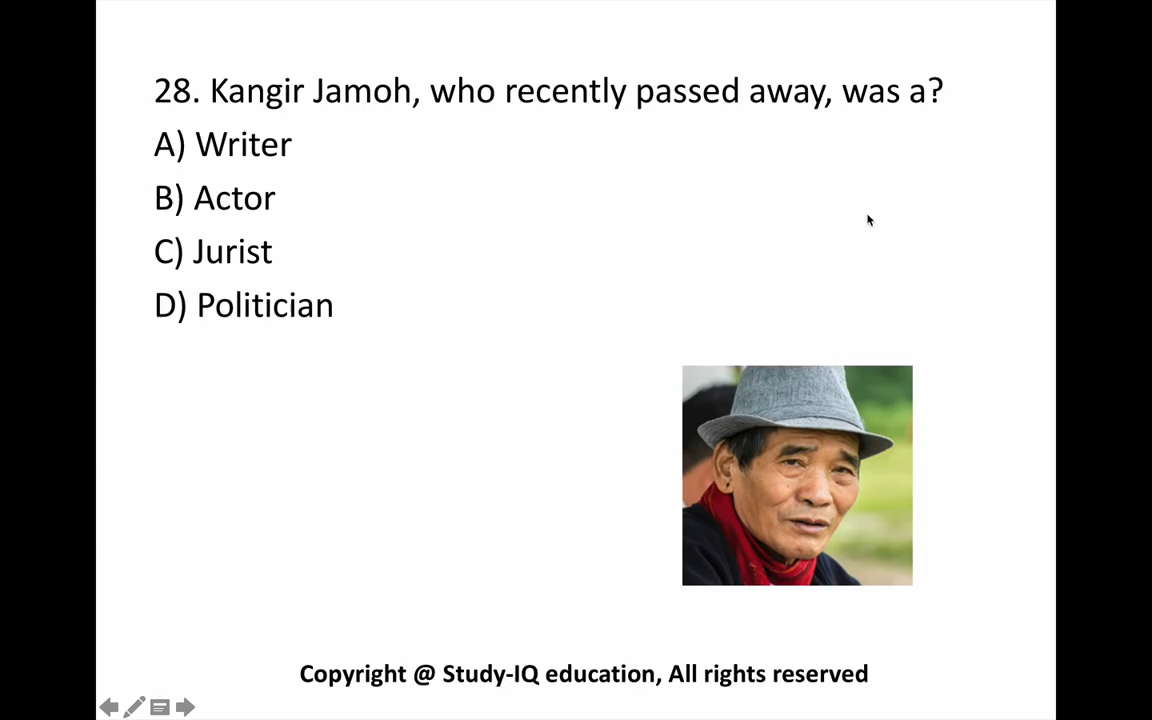 28. Kangir Jamoh, who recently passed away, was a?
A) Writer
B) Actor
C) Jurist
D) Politician
Copyright @ Study-IQ education, All rights reserved